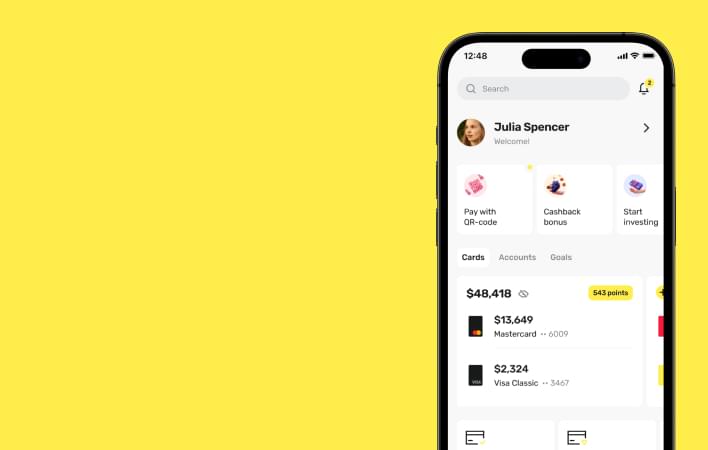 12:48
2
Search
Julia Spencer
Welcome!
Pay with
QR-code
Cashback
bonus
Start
investing
Cards Accounts Goals
$48,418
543 points
$13,649
Mastercard •• 6009
$2,324
VISA
Visa Classic •• 3467